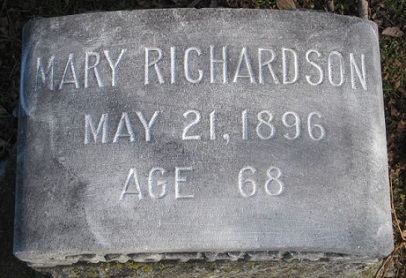 MARY RICHARDSON
MAY 21, 1896
AGE 68